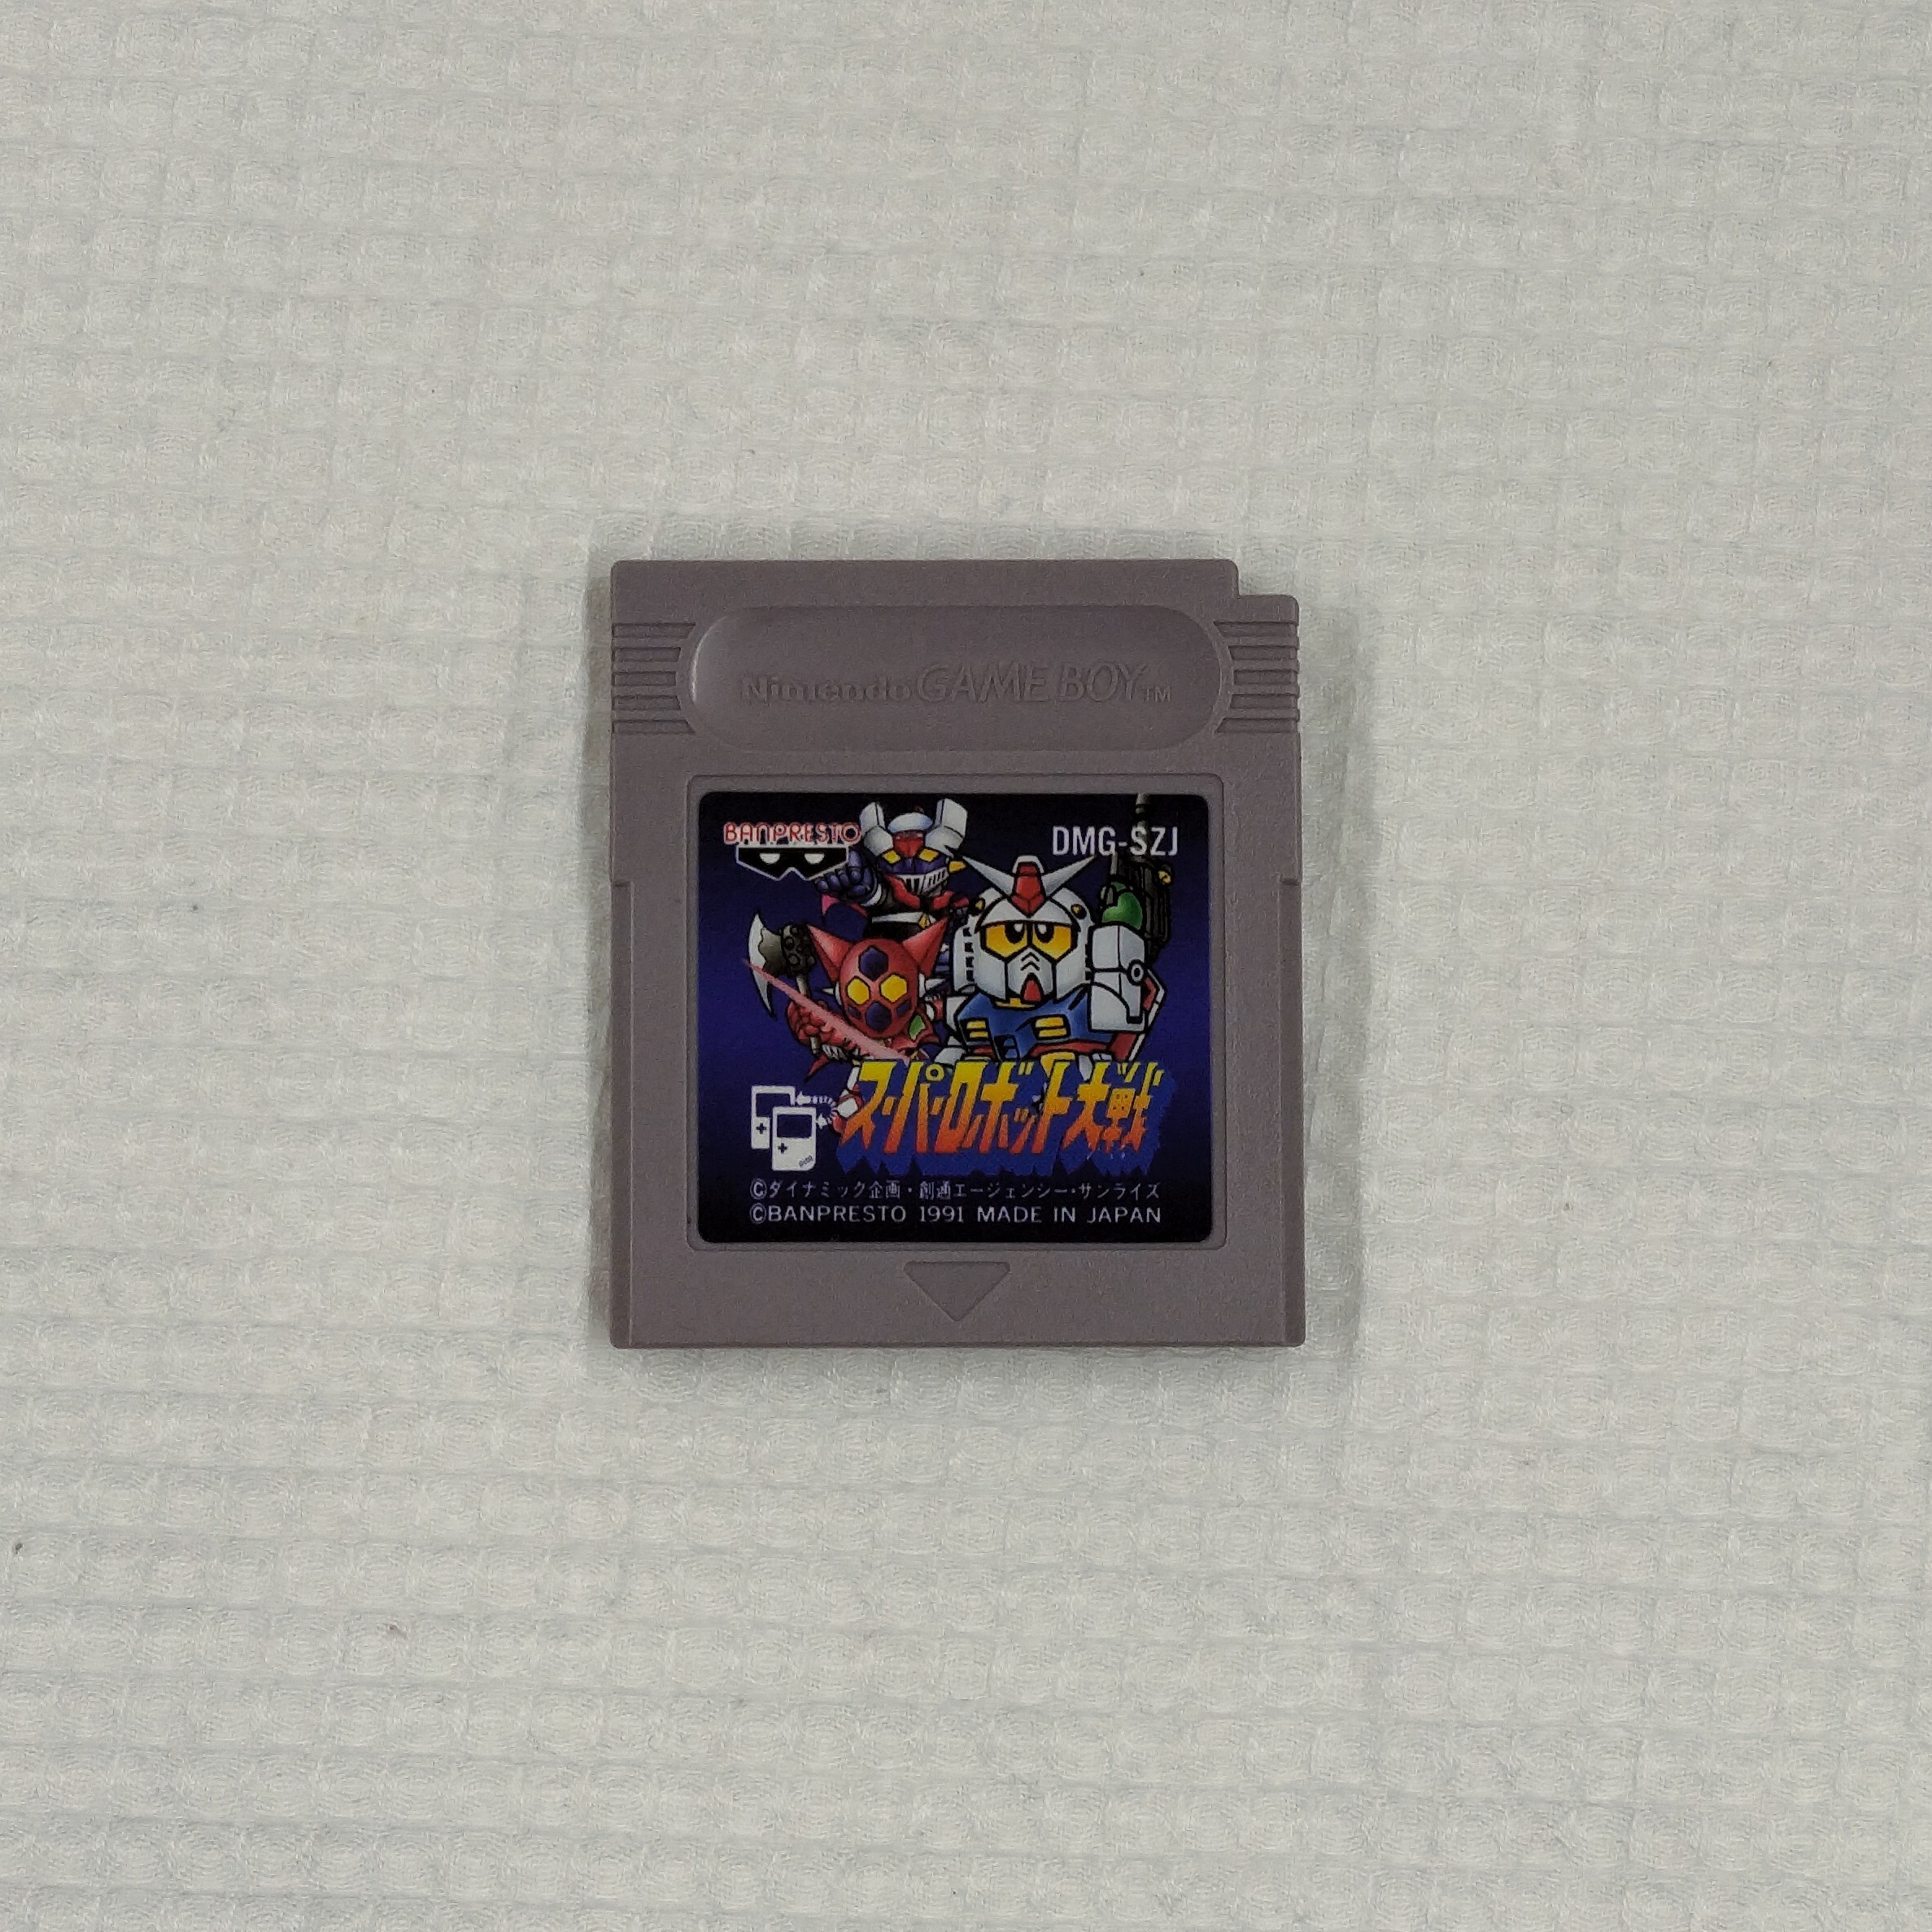 Nintendo GAME BOY TM
BANPRESTO
DMG-SZJ
スーパーロボット大戦
©ダイナミック企画・創通エージェンシー・サンライズ
©BANPRESTO 1991 MADE IN JAPAN